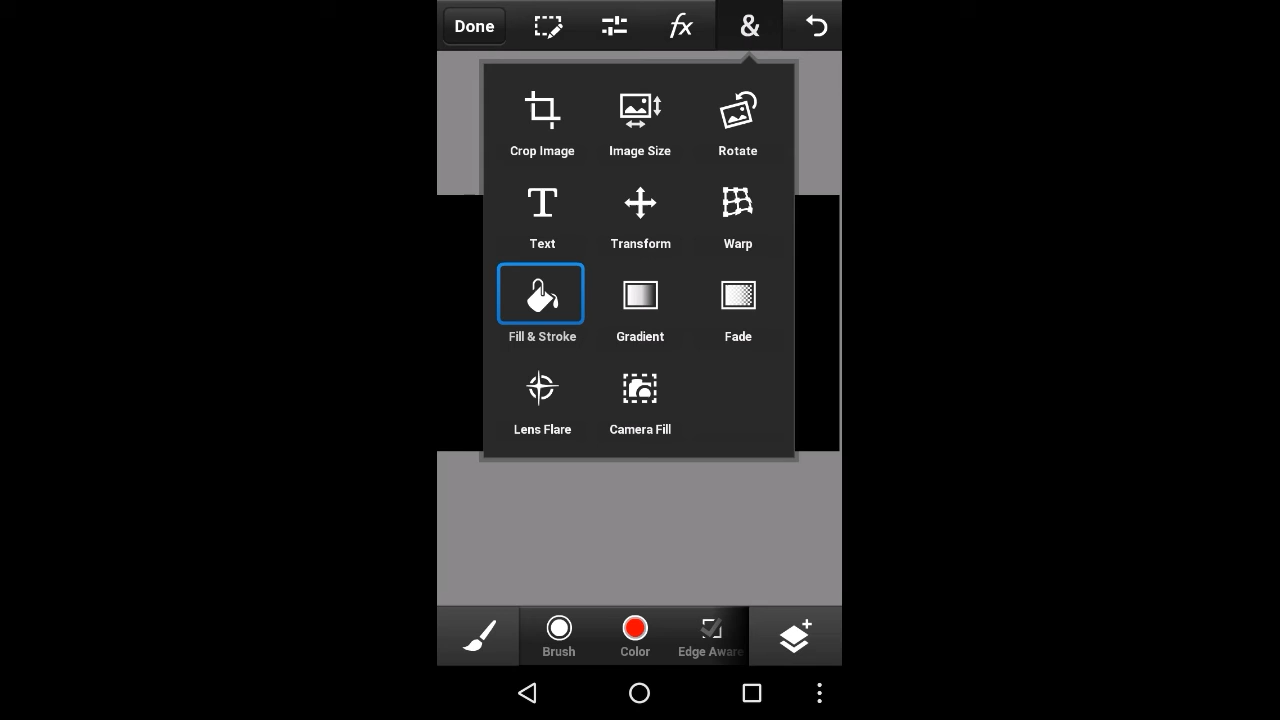 Done fx &
Crop Image Image Size Rotate
Text Transform Warp
Fill & Stroke Gradient Fade
Lens Flare Camera Fill
Brush Color Edge Aware